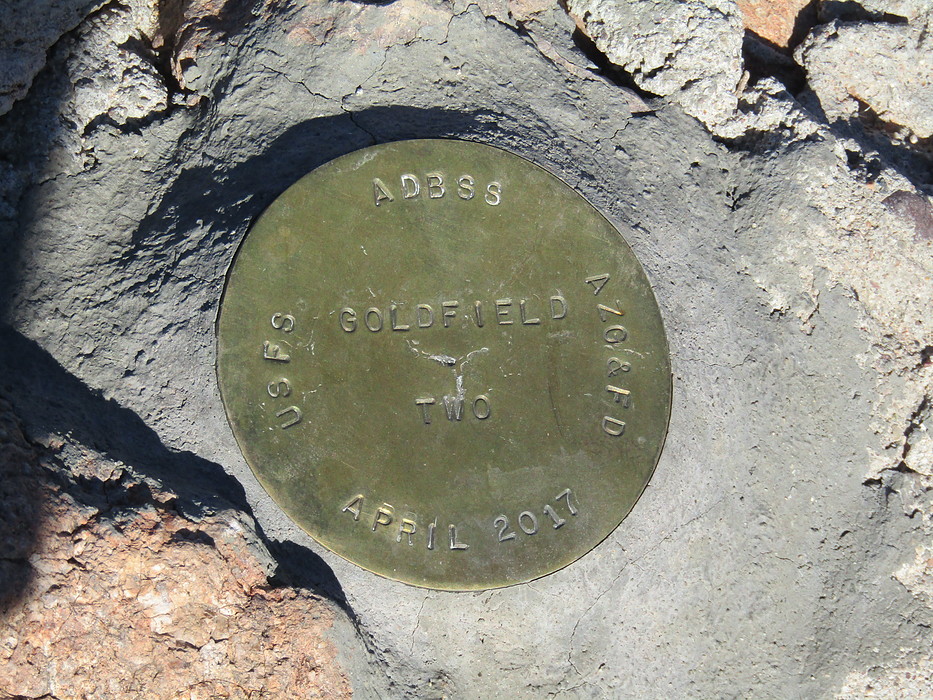 ADBSS
USFS
GOLDFIELD
TWO
AZG&FD
APRIL 2017